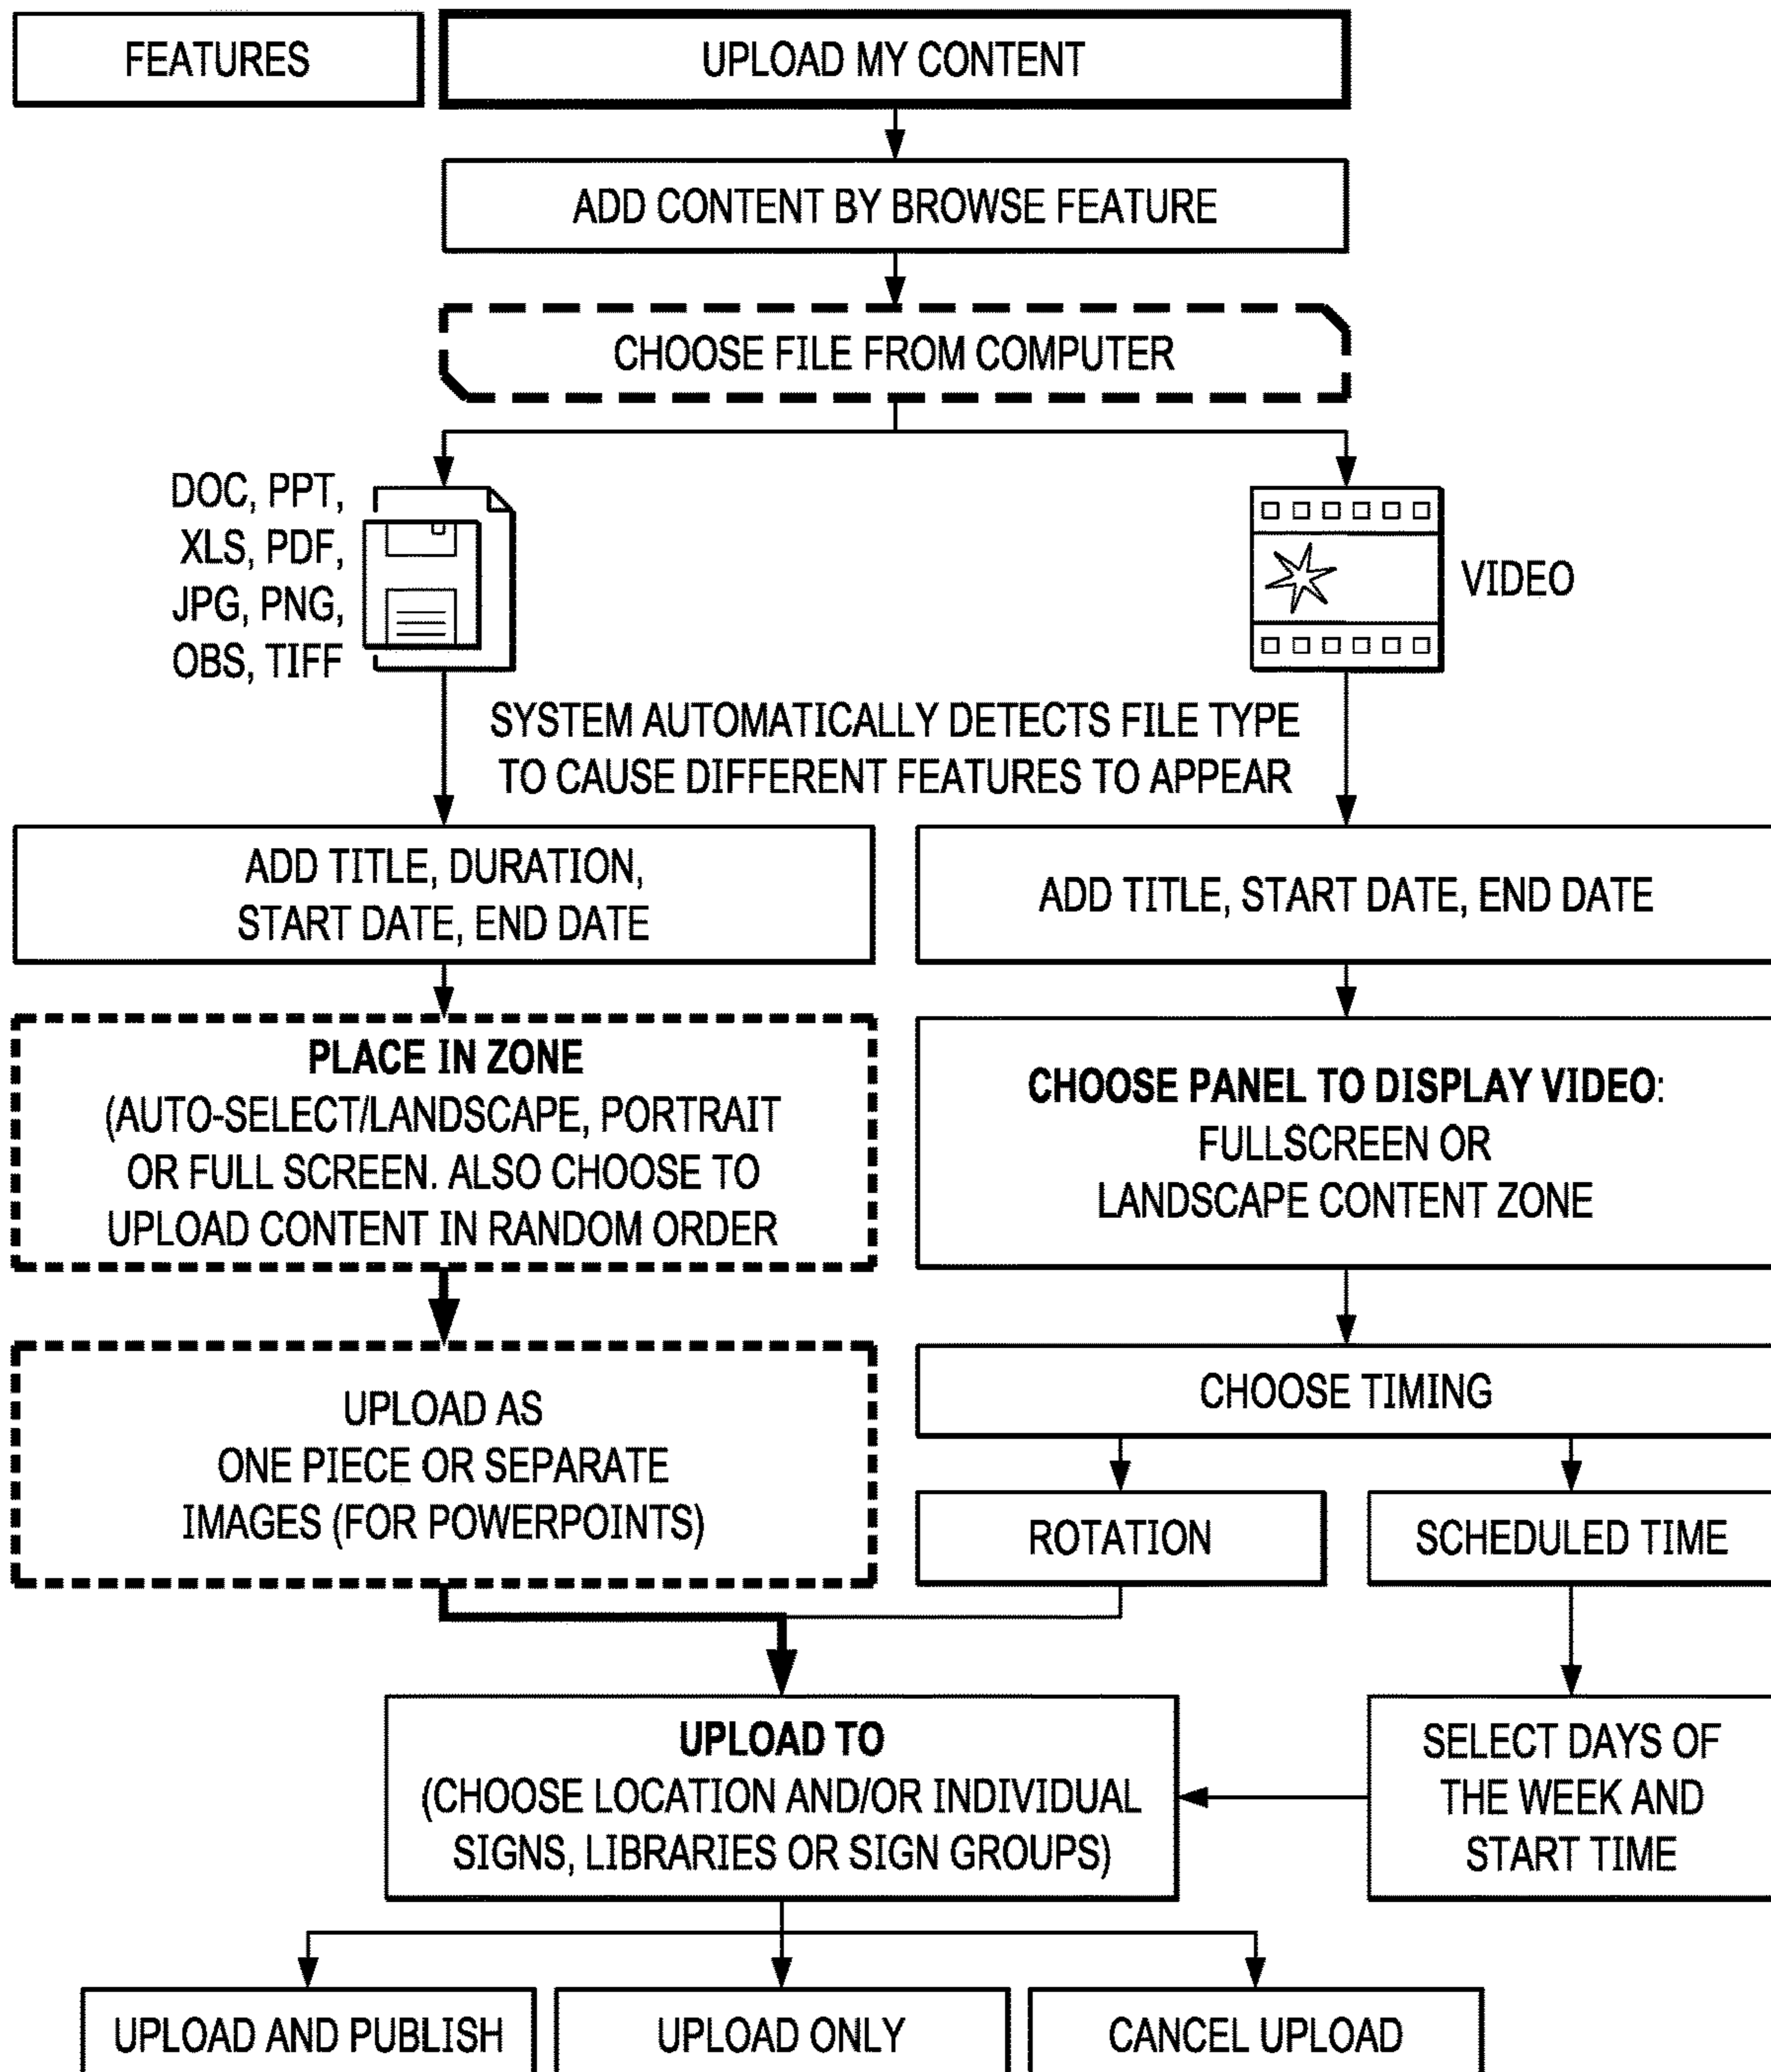 FEATURES
UPLOAD MY CONTENT
ADD CONTENT BY BROWSE FEATURE
CHOOSE FILE FROM COMPUTER
DOC, PPT,
XLS, PDF,
JPG, PNG,
OBS, TIFF
VIDEO
SYSTEM AUTOMATICALLY DETECTS FILE TYPE
TO CAUSE DIFFERENT FEATURES TO APPEAR
ADD TITLE, DURATION,
START DATE, END DATE
ADD TITLE, START DATE, END DATE
PLACE IN ZONE
(AUTO-SELECT/LANDSCAPE, PORTRAIT
OR FULL SCREEN. ALSO CHOOSE TO
UPLOAD CONTENT IN RANDOM ORDER
CHOOSE PANEL TO DISPLAY VIDEO:
FULLSCREEN OR
LANDSCAPE CONTENT ZONE
UPLOAD AS
ONE PIECE OR SEPARATE
IMAGES (FOR POWERPOINTS)
CHOOSE TIMING
ROTATION
SCHEDULED TIME
UPLOAD TO
(CHOOSE LOCATION AND/OR INDIVIDUAL
SIGNS, LIBRARIES OR SIGN GROUPS)
SELECT DAYS OF
THE WEEK AND
START TIME
UPLOAD AND PUBLISH
UPLOAD ONLY
CANCEL UPLOAD